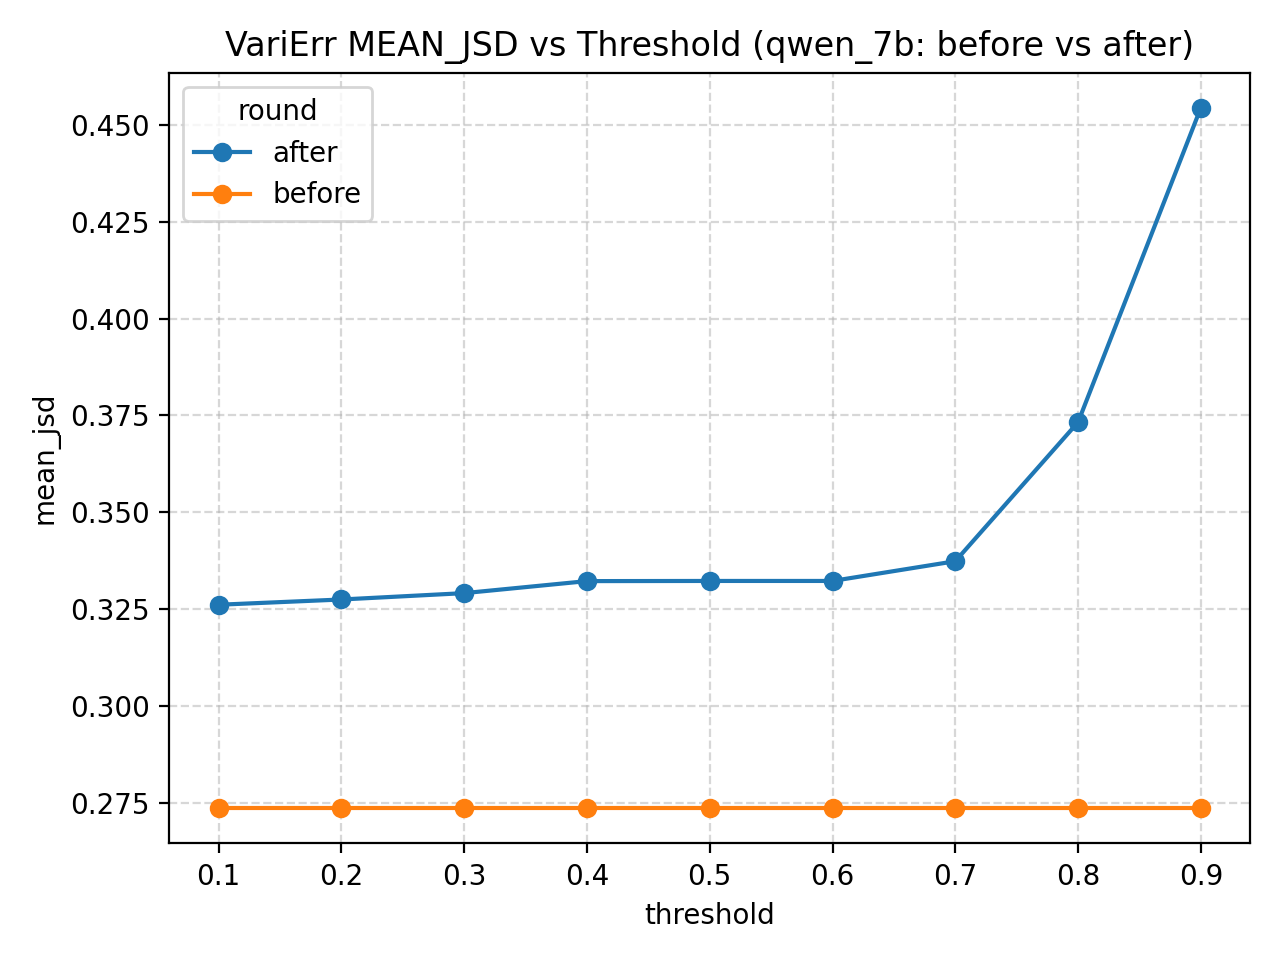 VariErr MEAN_JSD vs Threshold (qwen_7b: before vs after)
round
after
before
mean_jsd
0.450
0.425
0.400
0.375
0.350
0.325
0.300
0.275
0.1 0.2 0.3 0.4 0.5 0.6 0.7 0.8 0.9
threshold